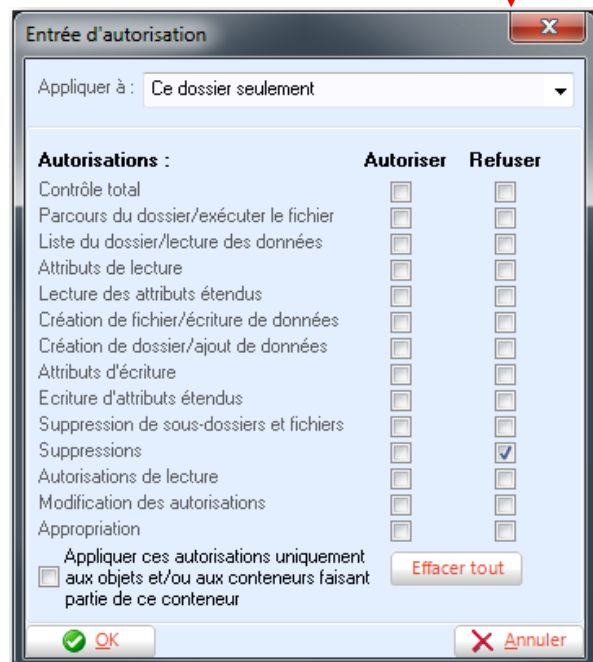 Entrée d'autorisation
Appliquer à : Ce dossier seulement
Autorisations : Autoriser Refuser
Contrôle total
Parcours du dossier/exécuter le fichier
Liste du dossier/lecture des données
Attributs de lecture
Lecture des attributs étendus
Création de fichier/écriture de données
Création de dossier/ajout de données
Attributs d'écriture
Ecriture d'attributs étendus
Suppression de sous-dossiers et fichiers
Suppressions
Autorisations de lecture
Modification des autorisations
Appropriation
Appliquer ces autorisations uniquement
aux objets et/ou aux conteneurs faisant
partie de ce conteneur
Effacer tout
OK Annuler